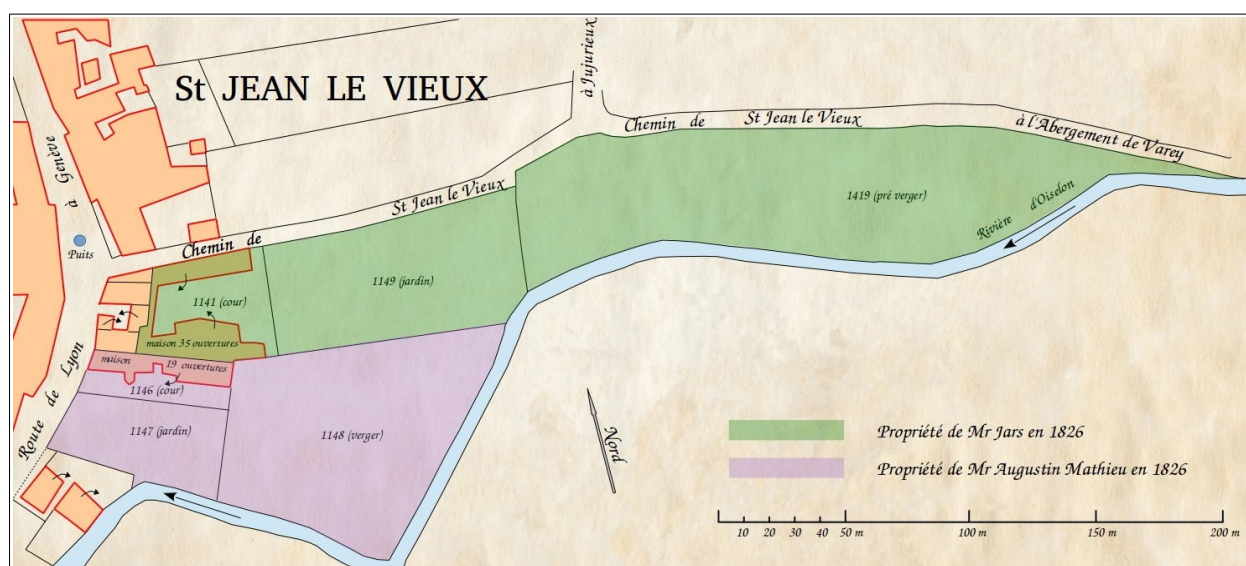 St JEAN LE VIEUX
à Jujurieux
Chemin de St Jean le Vieux à l'Abergement de Varey
à Genève
Puits
Chemin de St Jean le Vieux
1419 (pré verger)
Rivière d'Oiselon
1149 (jardin)
1141 (cour)
maison 35 ouvertures
maison 19 ouvertures
1146 (cour)
1147 (jardin)
1148 (verger)
Route de Lyon
Nord
Propriété de Mr Jars en 1826
Propriété de Mr Augustin Mathieu en 1826
10 20 30 40 50 m 100 m 150 m 200 m